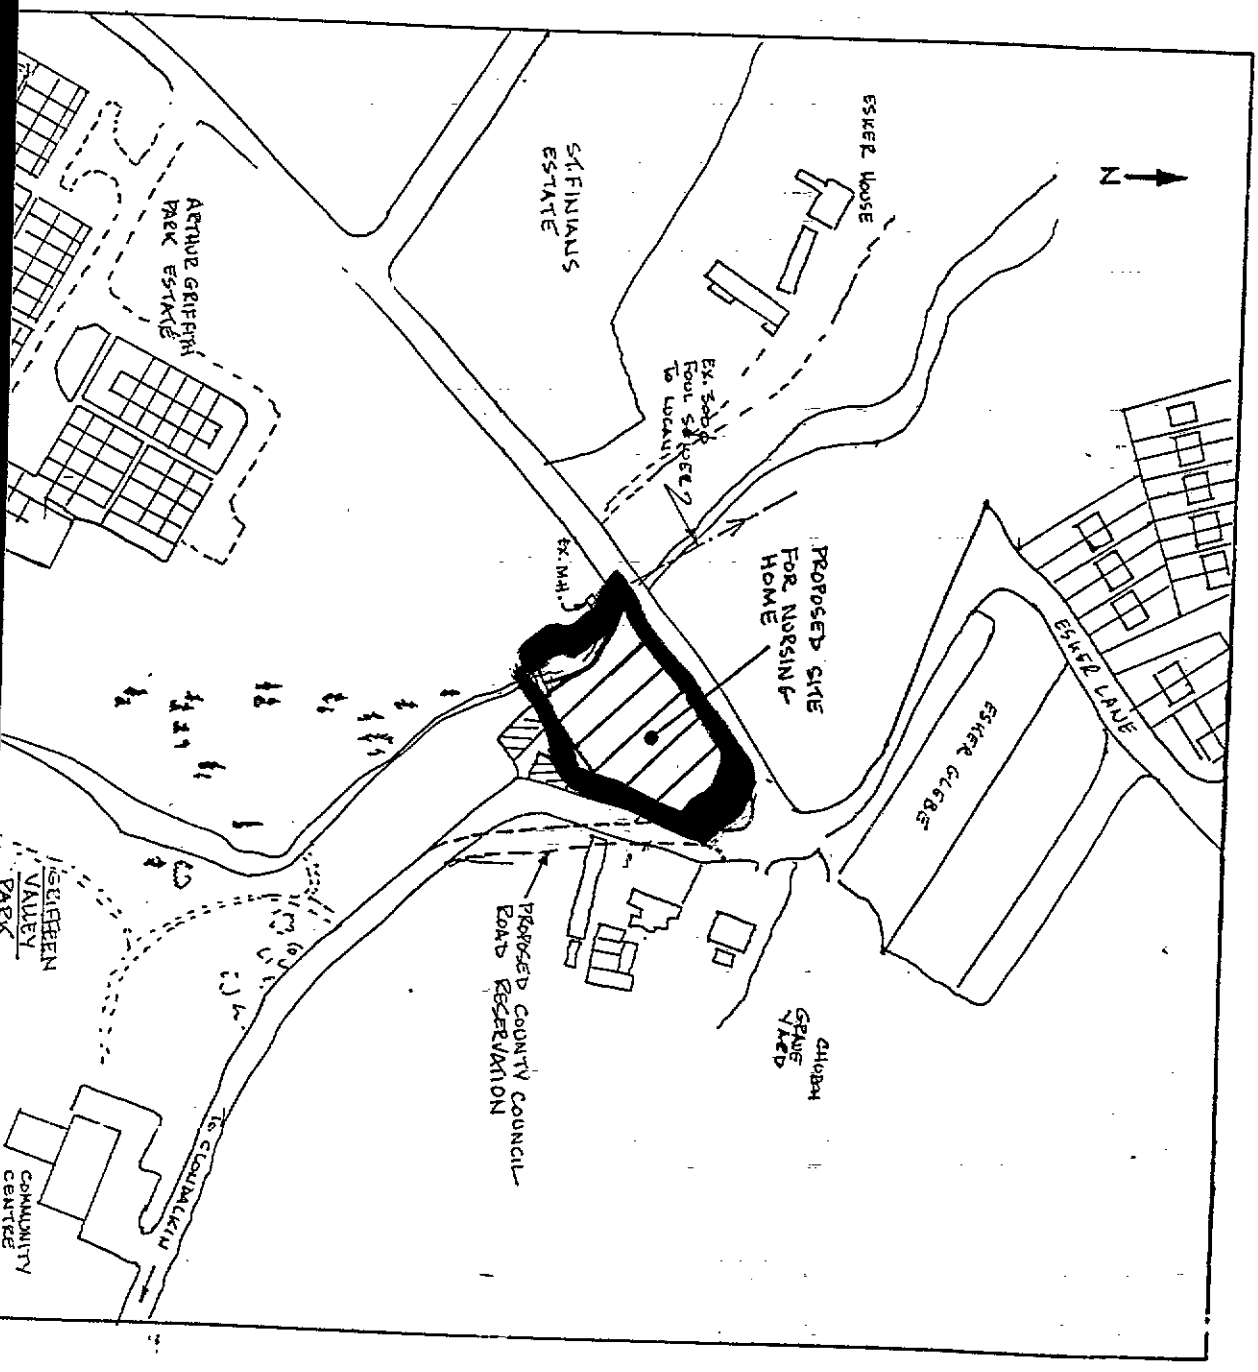 N
ESKER HOUSE
ST. FINIANS
ESTATE
ARTHUR GRIFFITH
PARK ESTATE
EX. 300Ø
FOUL SEWER
TO LUCAN
EX. M.H.
PROPOSED SITE
FOR NURSING
HOME
ESKER LANE
ESKER GLEBE
CHURCH
GRAVE
YARD
PROPOSED COUNTY COUNCIL
ROAD RESERVATION
GRIFFEEN
VALLEY
PARK
TO CLONDALKIN
COMMUNITY
CENTRE